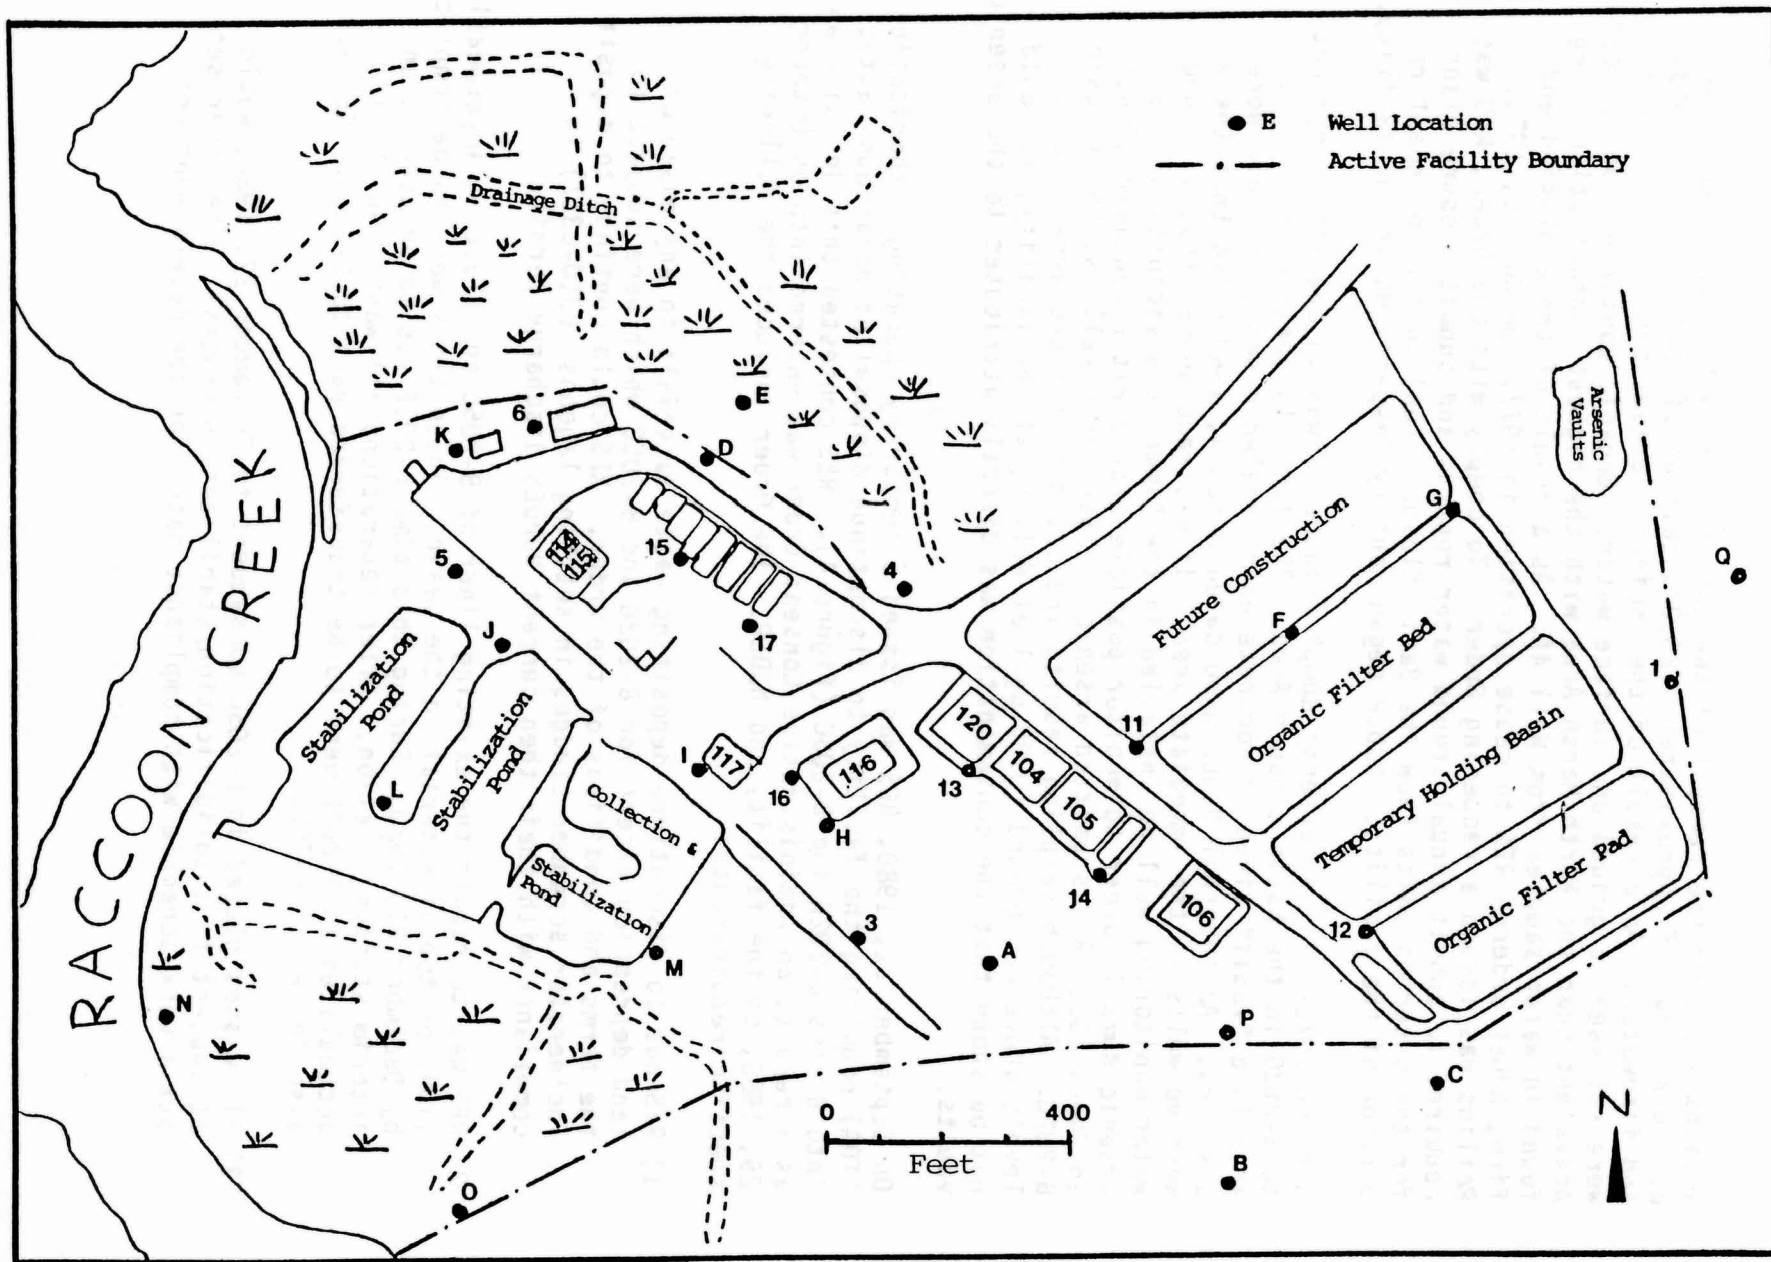 E Well Location
Active Facility Boundary
Drainage Ditch
Arsenic
Vaults
E
6
K
D
G
Q
Future Construction
15
4
5
114
115
F
Organic Filter Bed
17
J
1
RACCOON CREEK
Stabilization
Pond
Stabilization
Pond
11
120
Temporary Holding Basin
I
117
116
104
16
13
L
Collection &
Stabilization
Pond
105
H
14
Organic Filter Pad
106
12
3
M
A
N
P
C
0 400
Feet
N
B
O